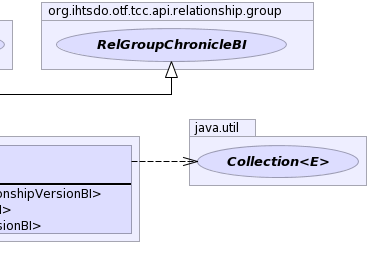 org.ihtsdo.otf.tcc.api.relationship.group
RelGroupChronicleBI
java.util
Collection<E>
onshipVersionBI>
I>
sionBI>